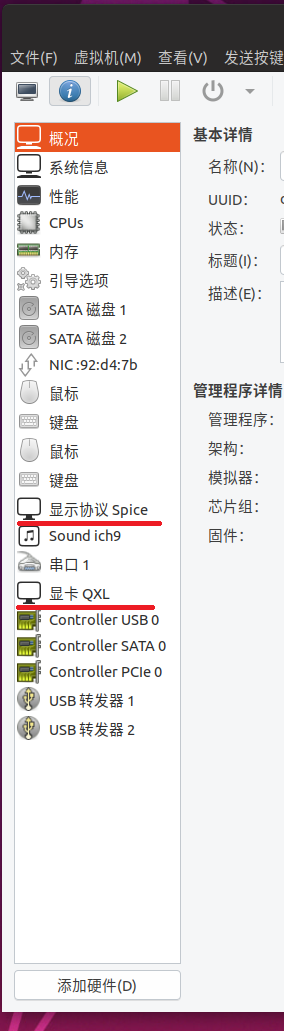 文件(F) 虚拟机(M) 查看(V) 发送按键
概况
系统信息
性能
CPUs
内存
引导选项
SATA 磁盘 1
SATA 磁盘 2
NIC :92:d4:7b
鼠标
键盘
鼠标
键盘
显示协议 Spice
Sound ich9
串口 1
显卡 QXL
Controller USB 0
Controller SATA 0
Controller PCIe 0
USB 转发器 1
USB 转发器 2
添加硬件(D)
基本详情
名称(N):
UUID:
状态:
标题(I):
描述(E):
管理程序详情
管理程序:
架构:
模拟器:
芯片组:
固件: